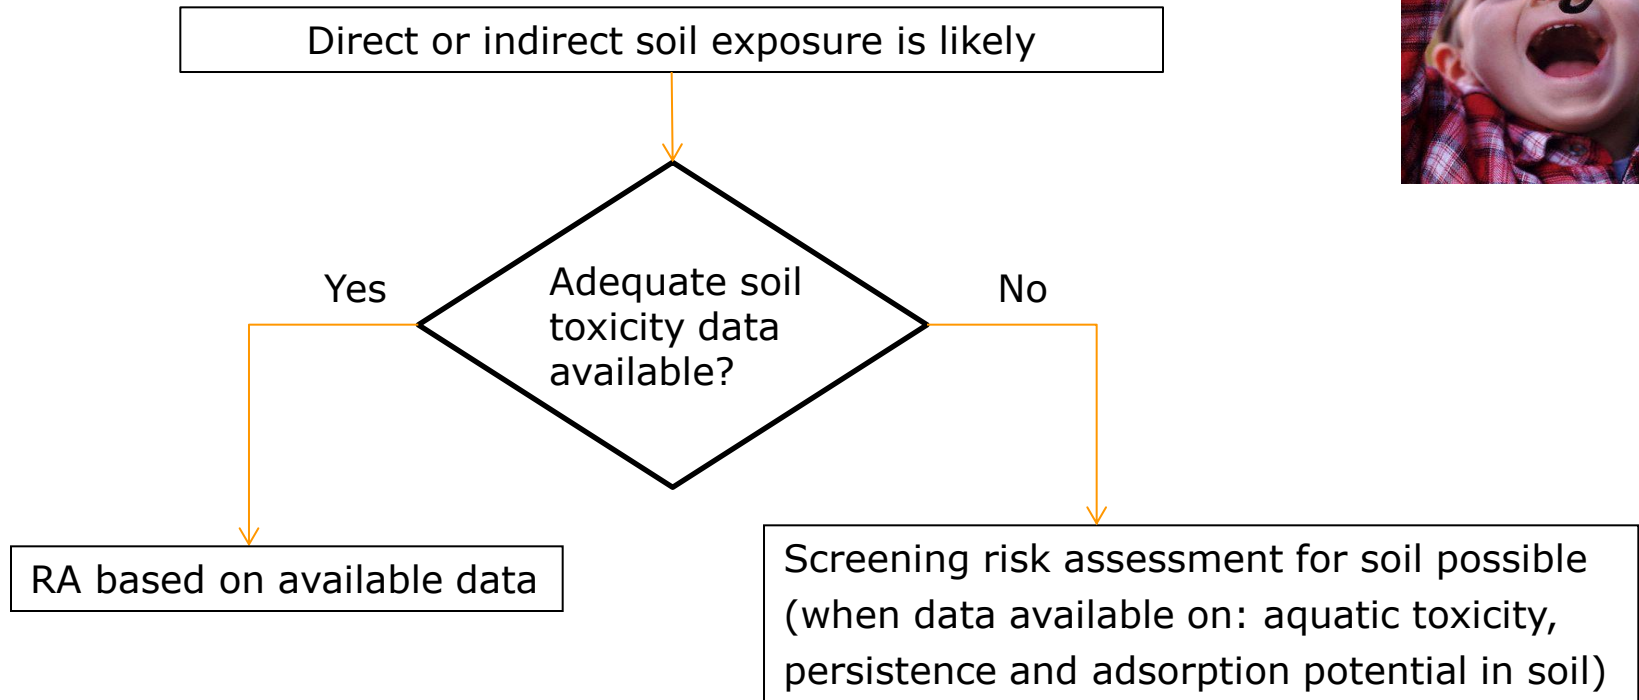 Direct or indirect soil exposure is likely
Yes
Adequate soil
toxicity data
available?
No
RA based on available data
Screening risk assessment for soil possible
(when data available on: aquatic toxicity,
persistence and adsorption potential in soil)